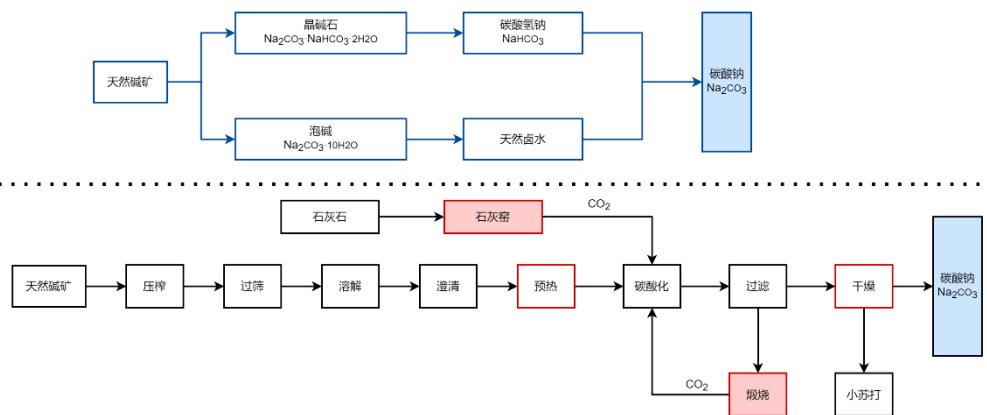 晶碱石
Na2CO3·NaHCO3·2H2O
碳酸氢钠
NaHCO3
天然碱矿
碳酸钠
Na2CO3
泡碱
Na2CO3·10H2O
天然卤水
石灰石
石灰窑
CO2
天然碱矿
压榨
过筛
溶解
澄清
预热
碳酸化
过滤
干燥
碳酸钠
Na2CO3
CO2
煅烧
小苏打